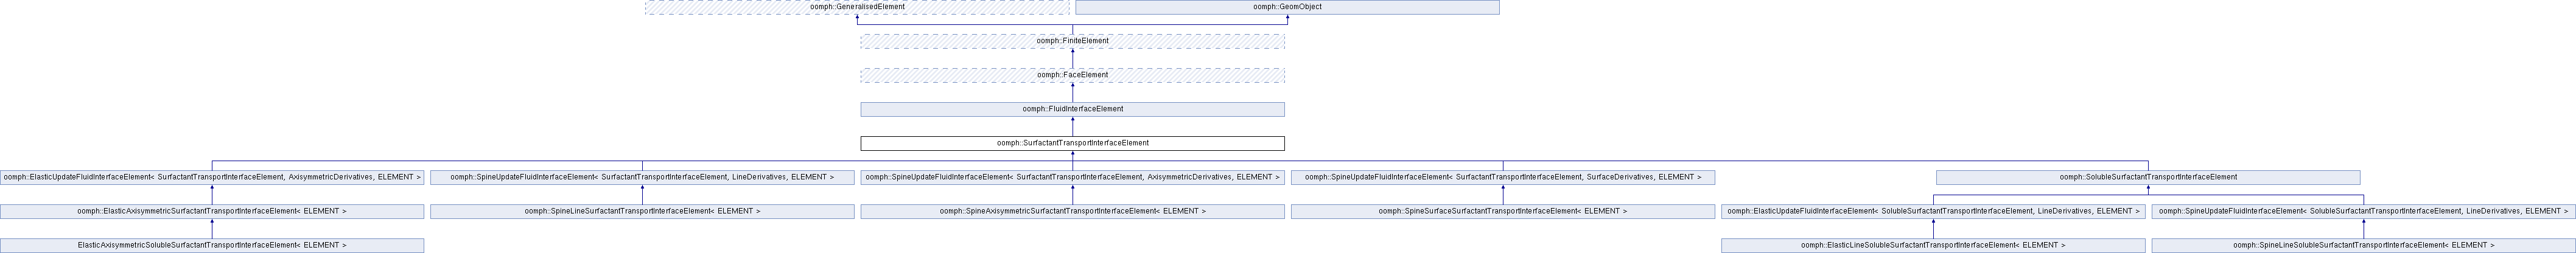 oomph::GeneralisedElement
oomph::GeomObject
oomph::FiniteElement
oomph::FaceElement
oomph::FluidInterfaceElement
oomph::SurfactantTransportInterfaceElement
oomph::ElasticUpdateFluidInterfaceElement< SurfactantTransportInterfaceElement, AxisymmetricDerivatives, ELEMENT >
oomph::SpineUpdateFluidInterfaceElement< SurfactantTransportInterfaceElement, LineDerivatives, ELEMENT >
oomph::SpineUpdateFluidInterfaceElement< SurfactantTransportInterfaceElement, AxisymmetricDerivatives, ELEMENT >
oomph::SpineUpdateFluidInterfaceElement< SurfactantTransportInterfaceElement, SurfaceDerivatives, ELEMENT >
oomph::SolubleSurfactantTransportInterfaceElement
oomph::ElasticAxisymmetricSurfactantTransportInterfaceElement< ELEMENT >
oomph::SpineLineSurfactantTransportInterfaceElement< ELEMENT >
oomph::SpineAxisymmetricSurfactantTransportInterfaceElement< ELEMENT >
oomph::SpineSurfaceSurfactantTransportInterfaceElement< ELEMENT >
oomph::ElasticUpdateFluidInterfaceElement< SolubleSurfactantTransportInterfaceElement, LineDerivatives, ELEMENT >
oomph::SpineUpdateFluidInterfaceElement< SolubleSurfactantTransportInterfaceElement, LineDerivatives, ELEMENT >
ElasticAxisymmetricSolubleSurfactantTransportInterfaceElement< ELEMENT >
oomph::ElasticLineSolubleSurfactantTransportInterfaceElement< ELEMENT >
oomph::SpineLineSolubleSurfactantTransportInterfaceElement< ELEMENT >